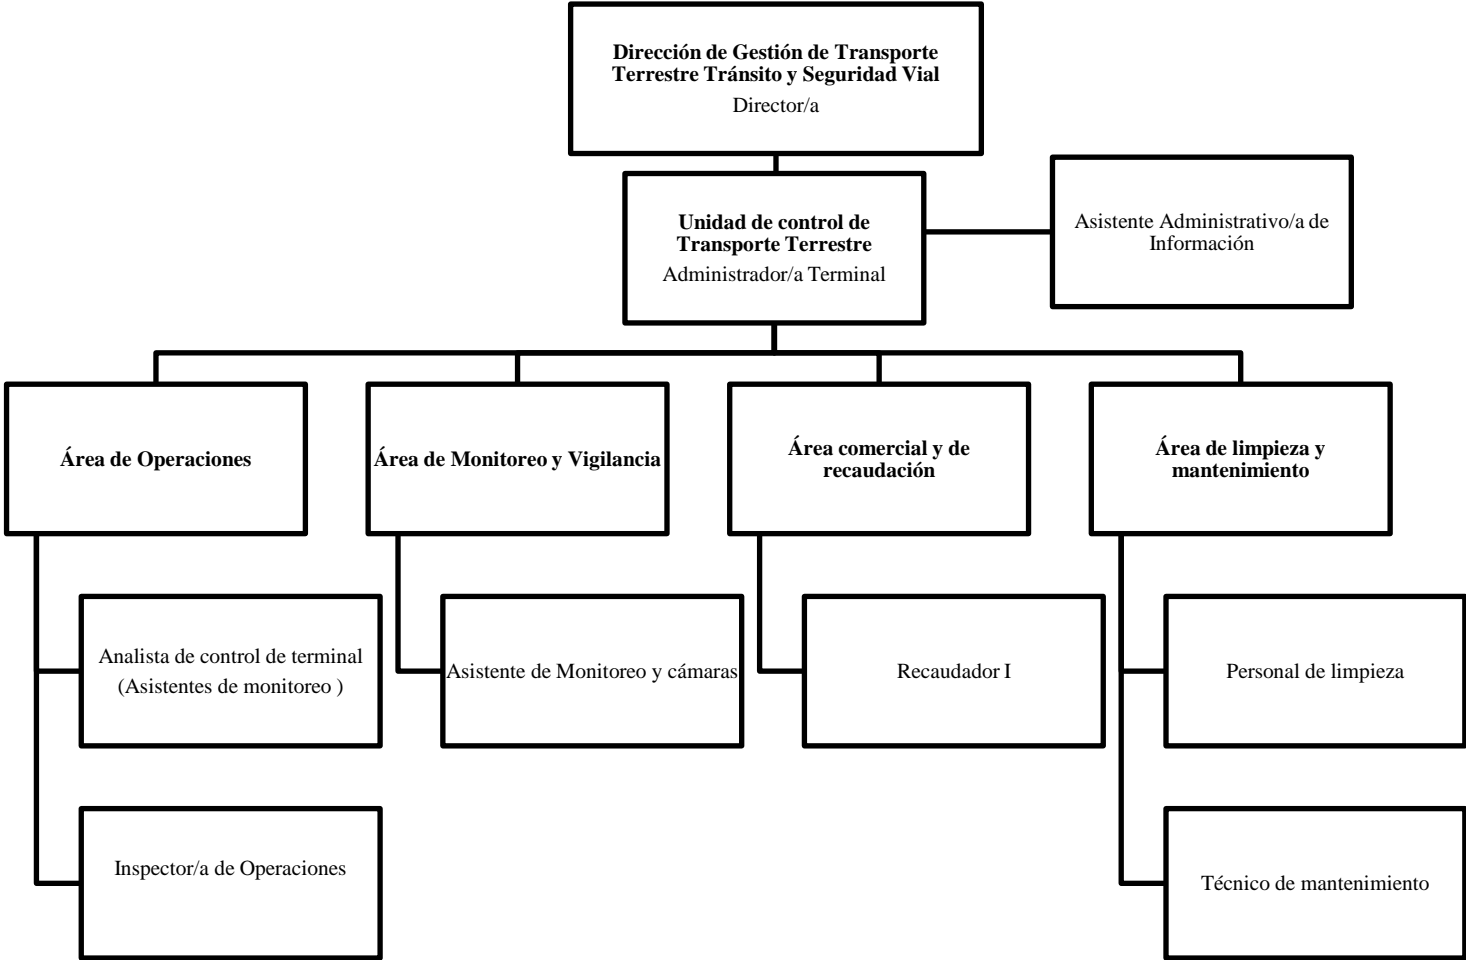 Dirección de Gestión de Transporte
Terrestre Tránsito y Seguridad Vial
Director/a
Unidad de control de
Transporte Terrestre
Administrador/a Terminal
Asistente Administrativo/a de
Información
Área de Operaciones
Área de Monitoreo y Vigilancia
Área comercial y de
recaudación
Área de limpieza y
mantenimiento
Analista de control de terminal
(Asistentes de monitoreo )
Asistente de Monitoreo y cámaras
Recaudador I
Personal de limpieza
Inspector/a de Operaciones
Técnico de mantenimiento